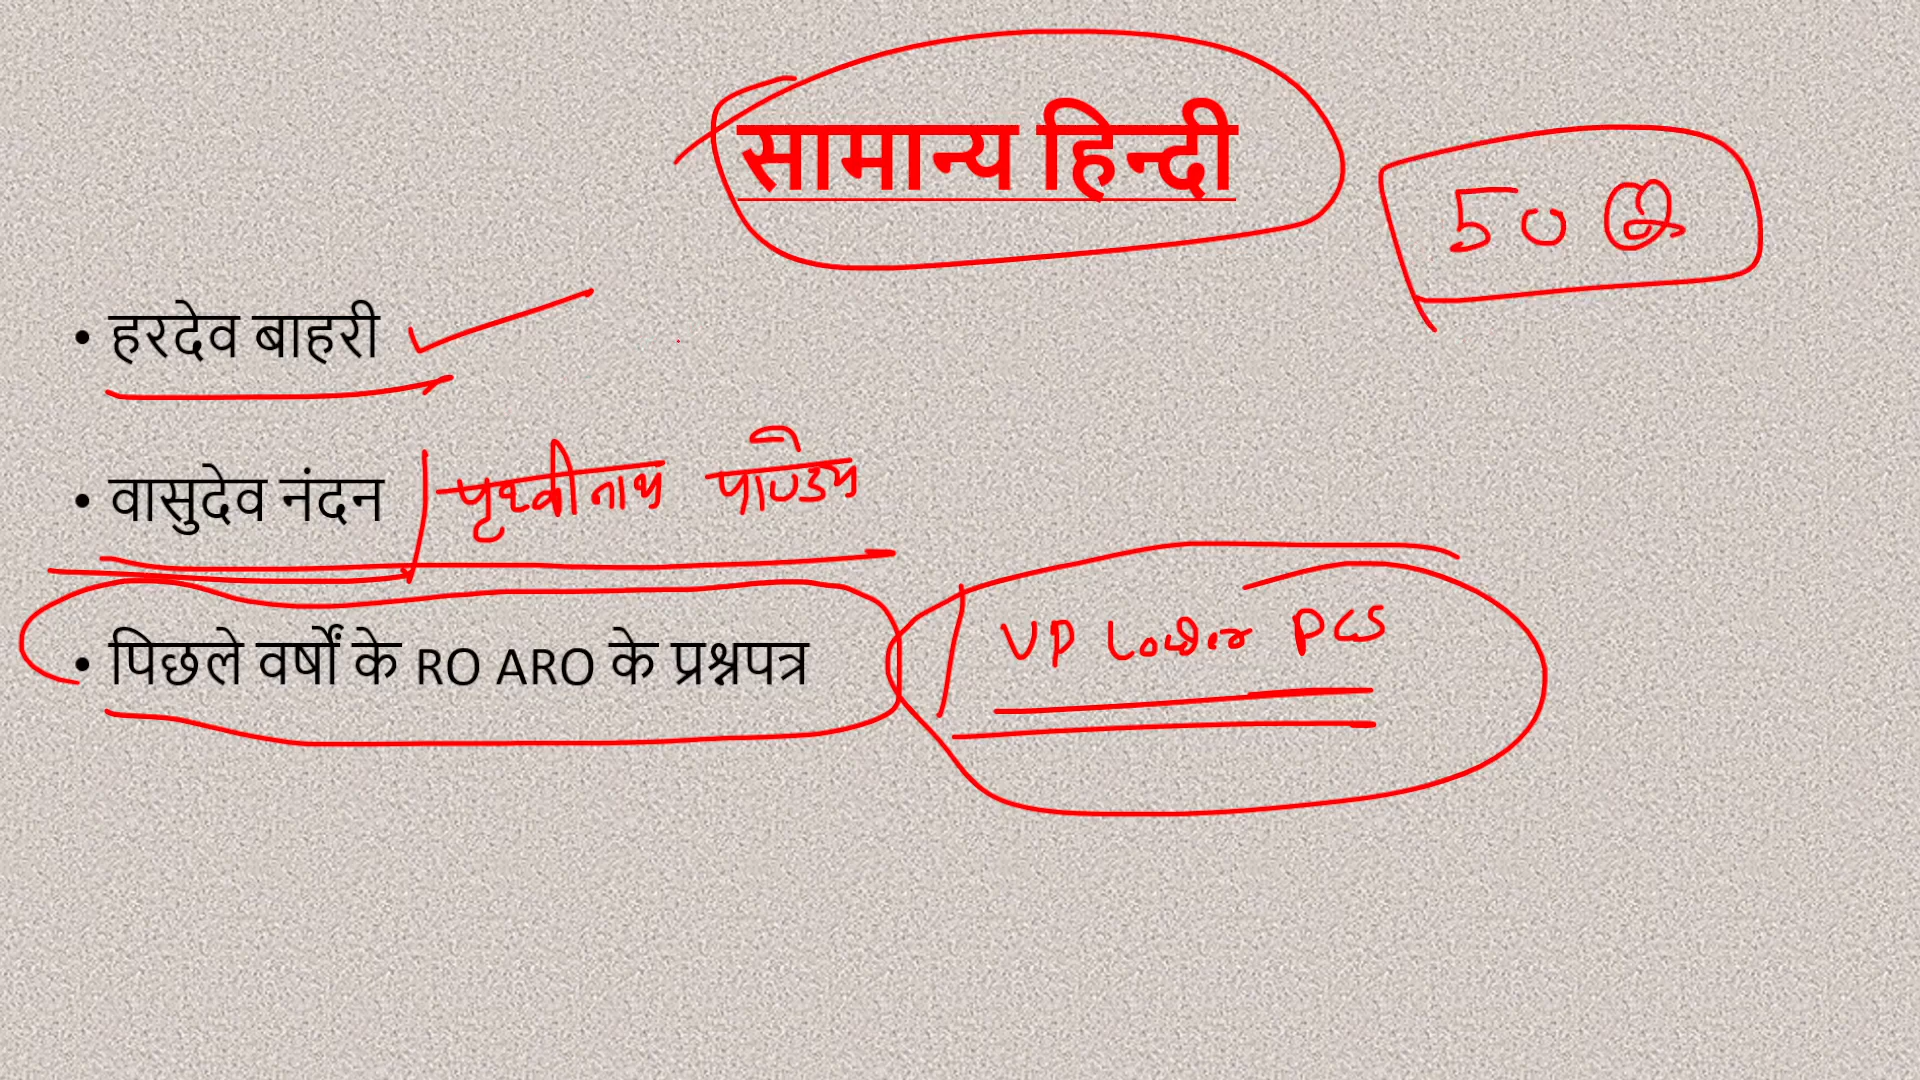 सामान्य हिन्दी
50 Q
• हरदेव बाहरी
• वासुदेव नंदन पृथ्वीनाथ पाण्डेय
• पिछले वर्षों के RO ARO के प्रश्नपत्र UP Lower PCS